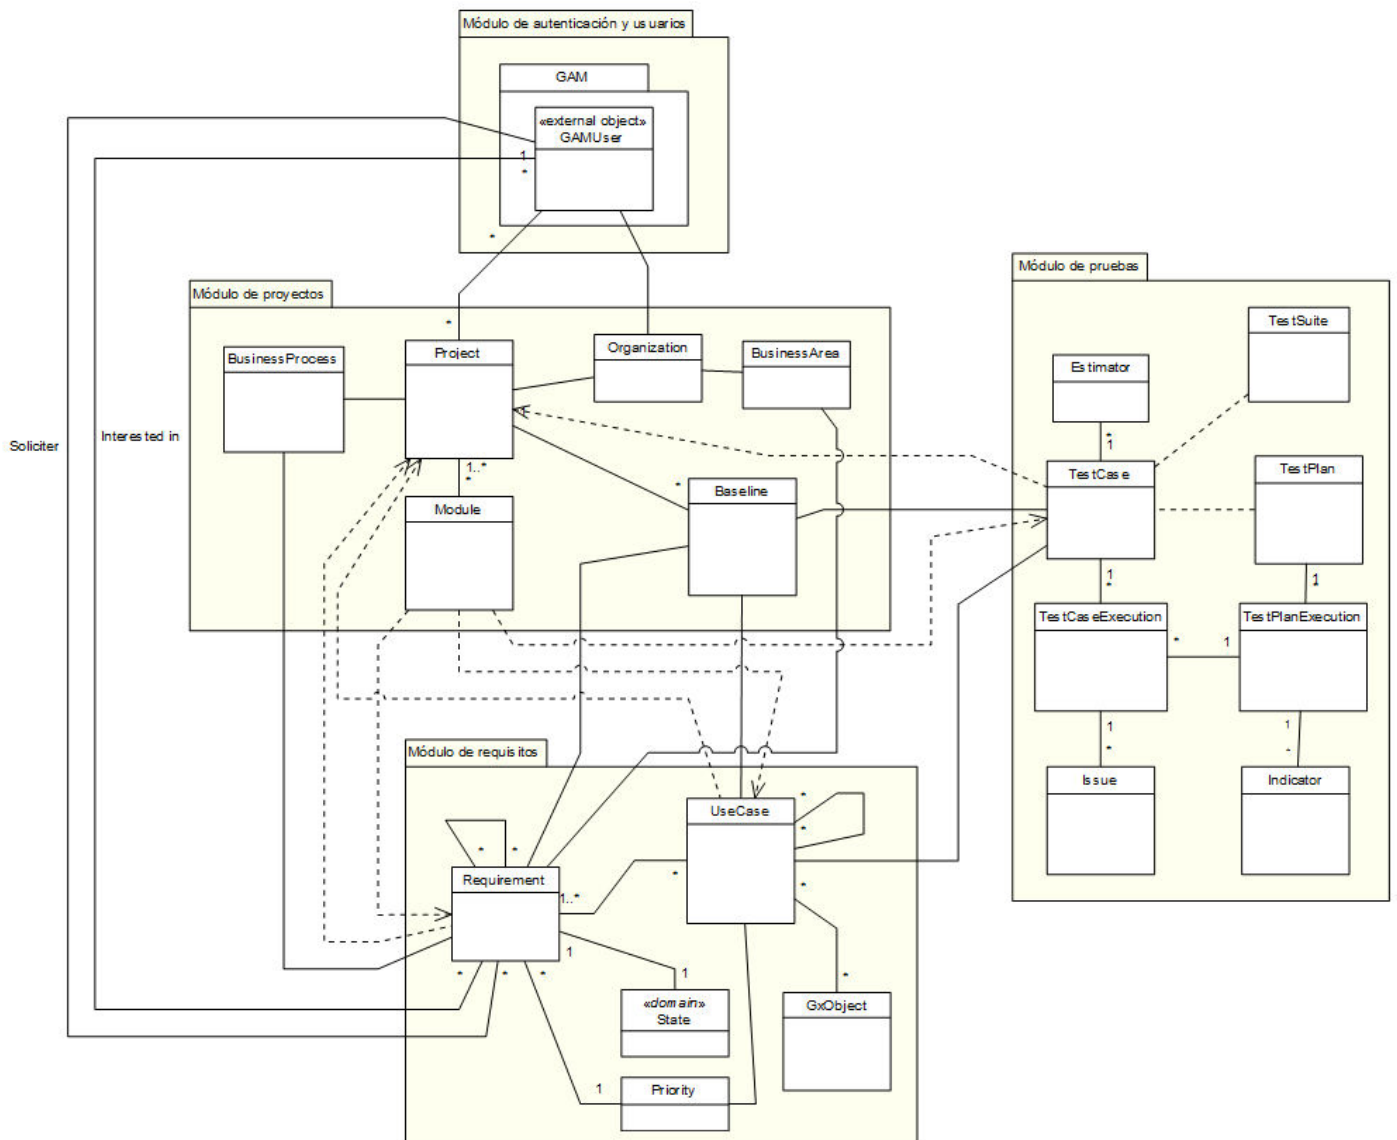 Módulo de autenticación y usuarios
GAM
«external object»
GAMUser
1
*
*
Módulo de proyectos
*
BusinessProcess
Project
Organization
BusinessArea
Soliciter
Interested in
1..*
*
Module
*
Baseline
Módulo de pruebas
TestSuite
Estimator
*
1
TestCase
TestPlan
1
*
1
*
TestCaseExecution
TestPlanExecution
*
1
1
*
1
*
Issue
Indicator
Módulo de requisitos
UseCase
*
*
*
*
Requirement
1..*
*
*
1
*
*
*
1
*
«domain»
State
GxObject
1
Priority